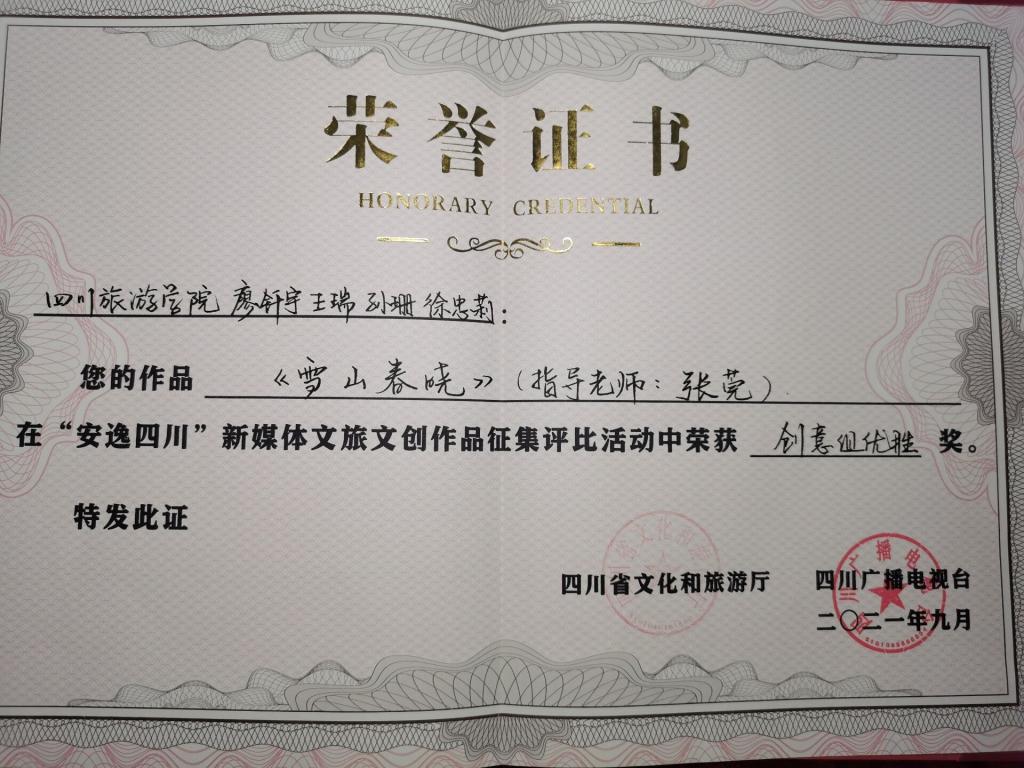 荣誉证书
HONORARY CREDENTIAL
四川旅游学院 廖钎宇 王瑞 孙珊 徐忠莉：
您的作品 《雪山春晓》（指导老师：张莞）
在“安逸四川”新媒体文旅文创作品征集评比活动中荣获 创意组优胜 奖。
特发此证
四川省文化和旅游厅 四川广播电视台
二〇二一年九月